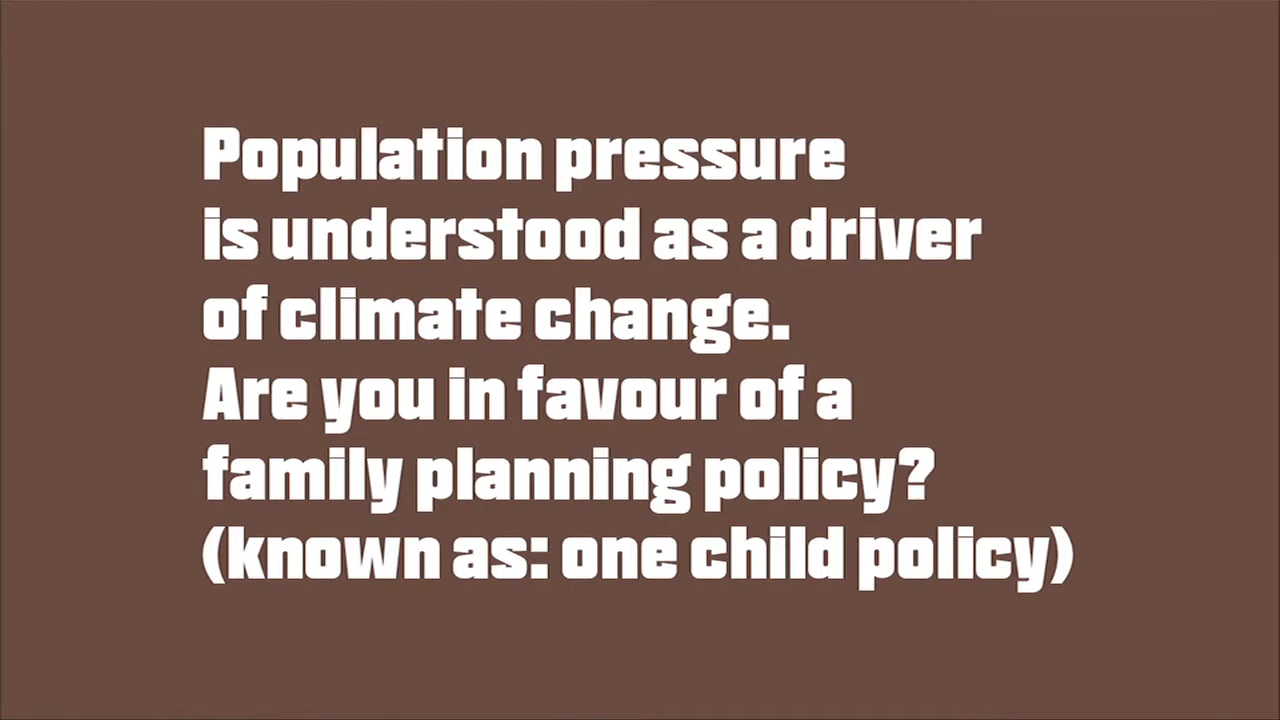 Population pressure
is understood as a driver
of climate change.
Are you in favour of a
family planning policy?
(known as: one child policy)